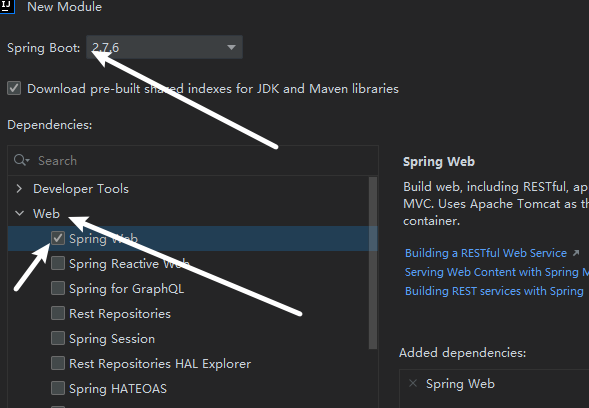 New Module
Spring Boot: 2.7.6
Download pre-built shared indexes for JDK and Maven libraries
Dependencies:
Search
Developer Tools
Web
Spring Web
Spring Reactive Web
Spring for GraphQL
Rest Repositories
Spring Session
Rest Repositories HAL Explorer
Spring HATEOAS
Spring Web
Build web, including RESTful, ap
MVC. Uses Apache Tomcat as th
container.
Building a RESTful Web Service
Serving Web Content with Spring M
Building REST services with Spring
Added dependencies:
Spring Web